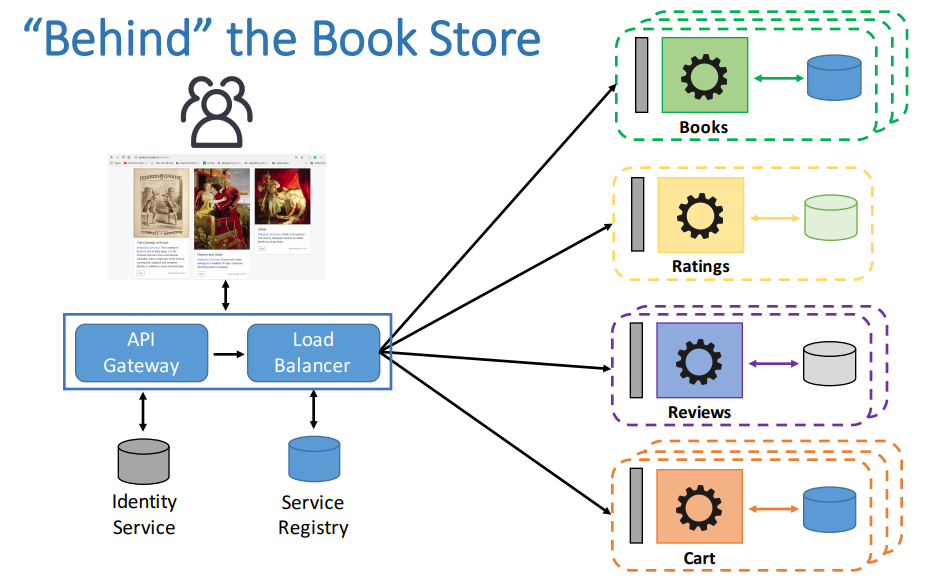 “Behind” the Book Store
The Comedy of Errors
Romeo and Juliet
API
Gateway
Load
Balancer
Identity
Service
Service
Registry
Books
Ratings
Reviews
Cart